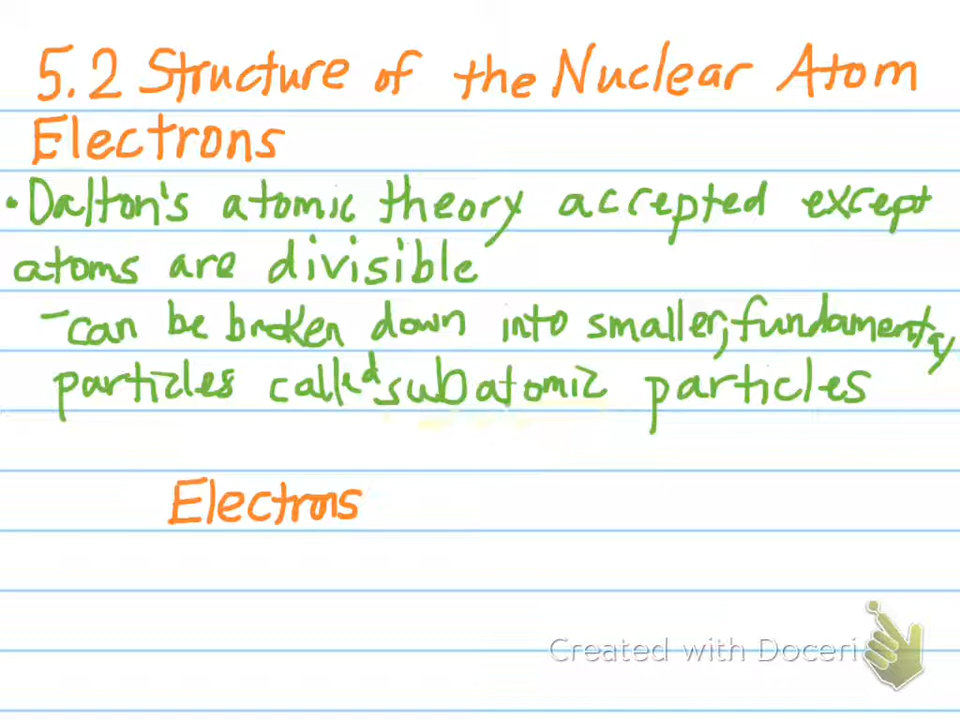 5.2 Structure of the Nuclear Atom
Electrons
• Dalton's atomic theory accepted except
atoms are divisible
- can be broken down into smaller, fundamental
particles called subatomic particles
Electrons
Created with Doceri